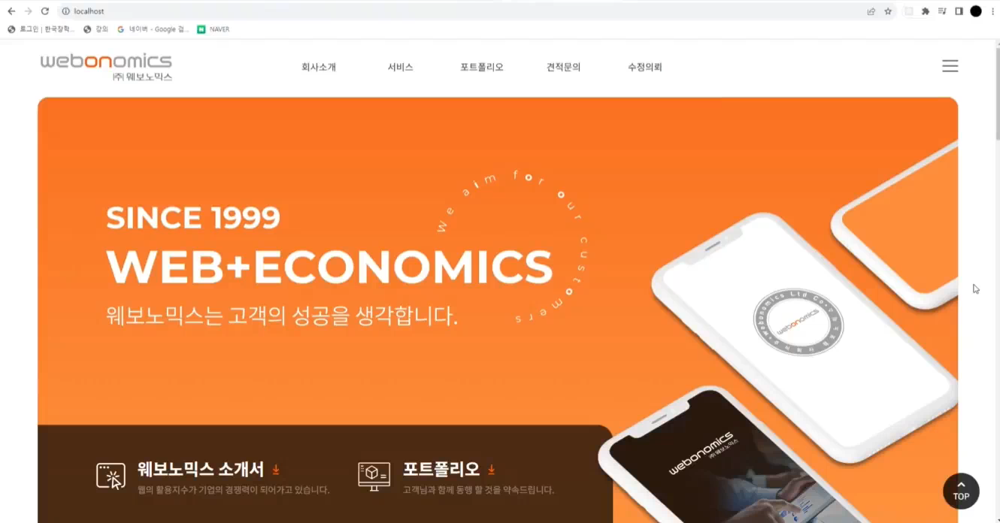 localhost
로그인 | 한국장학... 강의 네이버 - Google 검... NAVER
webonomics
㈜ 웨보노믹스
회사소개 서비스 포트폴리오 견적문의 수정의뢰
We aim for our customers
SINCE 1999
WEB+ECONOMICS
웨보노믹스는 고객의 성공을 생각합니다.
Webonomics Ltd Co
webonomics
webonomics
㈜ 웨보노믹스
웨보노믹스 소개서
웹의 활용지수가 기업의 경쟁력이 되어가고 있습니다.
포트폴리오
고객님과 함께 동행 할 것을 약속드립니다.
TOP